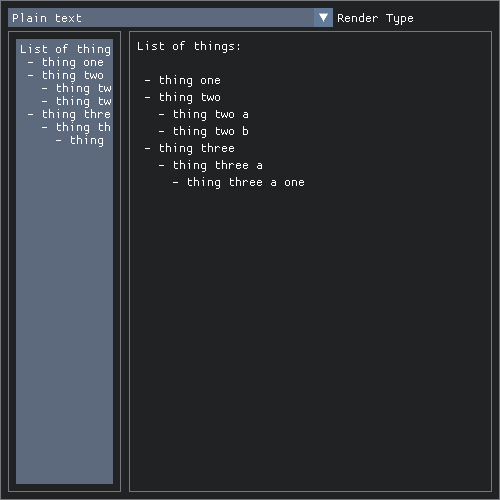 Plain text
Render Type
List of thing
- thing one
- thing two
- thing tw
- thing tw
- thing thre
- thing th
- thing
List of things:
- thing one
- thing two
- thing two a
- thing two b
- thing three
- thing three a
- thing three a one